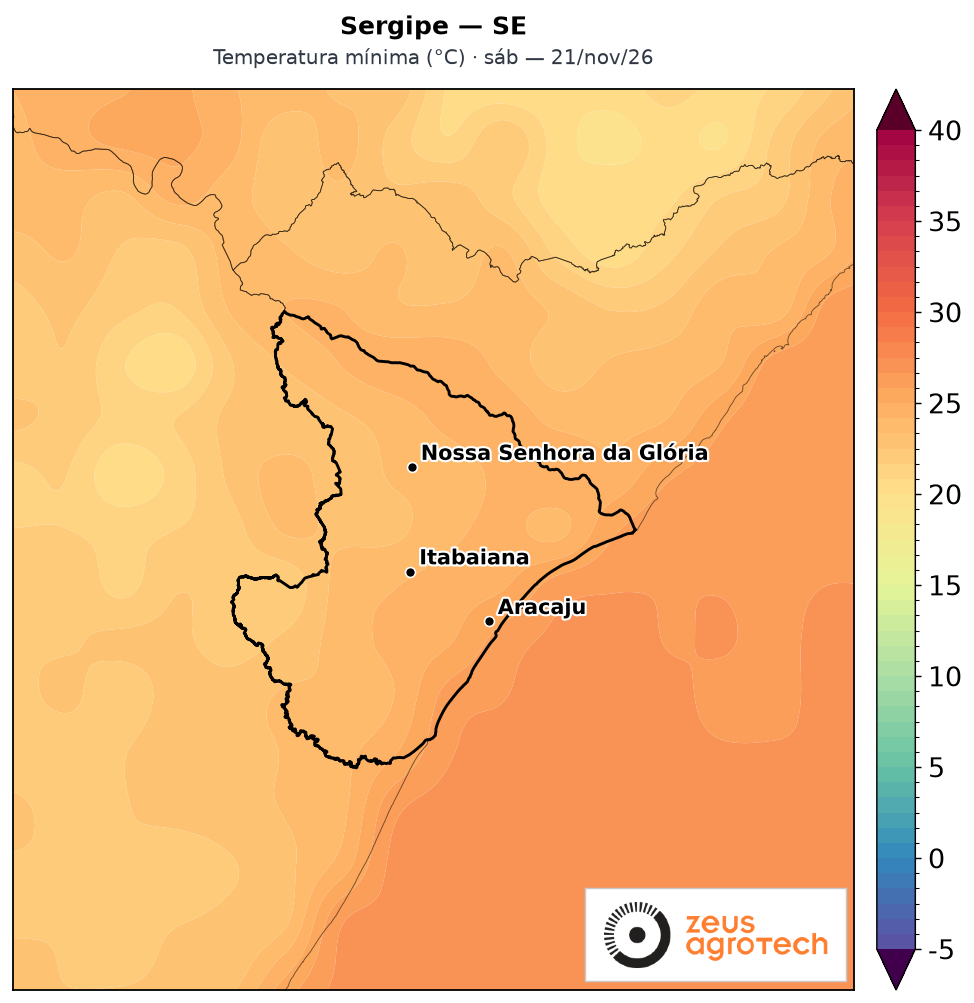 Sergipe — SE
Temperatura mínima (°C) · sáb — 21/nov/26
40
35
30
25
20
15
10
5
0
-5
Nossa Senhora da Glória
Itabaiana
Aracaju
zeus
agrotech